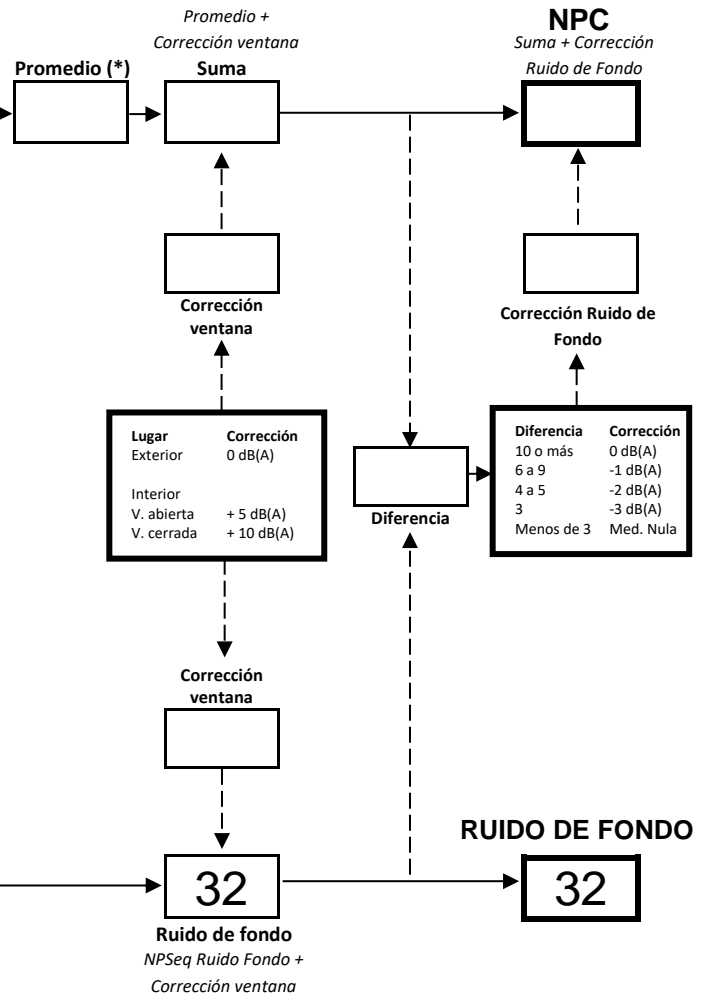 Promedio +
Corrección ventana
NPC
Suma + Corrección
Ruido de Fondo
Promedio (*)
Suma
Corrección
ventana
Corrección Ruido de
Fondo
Lugar Corrección
Exterior 0 dB(A)
Interior
V. abierta + 5 dB(A)
V. cerrada + 10 dB(A)
Diferencia
Diferencia Corrección
10 o más 0 dB(A)
6 a 9 -1 dB(A)
4 a 5 -2 dB(A)
3 -3 dB(A)
Menos de 3 Med. Nula
Corrección
ventana
RUIDO DE FONDO
32
32
Ruido de fondo
NPSeq Ruido Fondo +
Corrección ventana